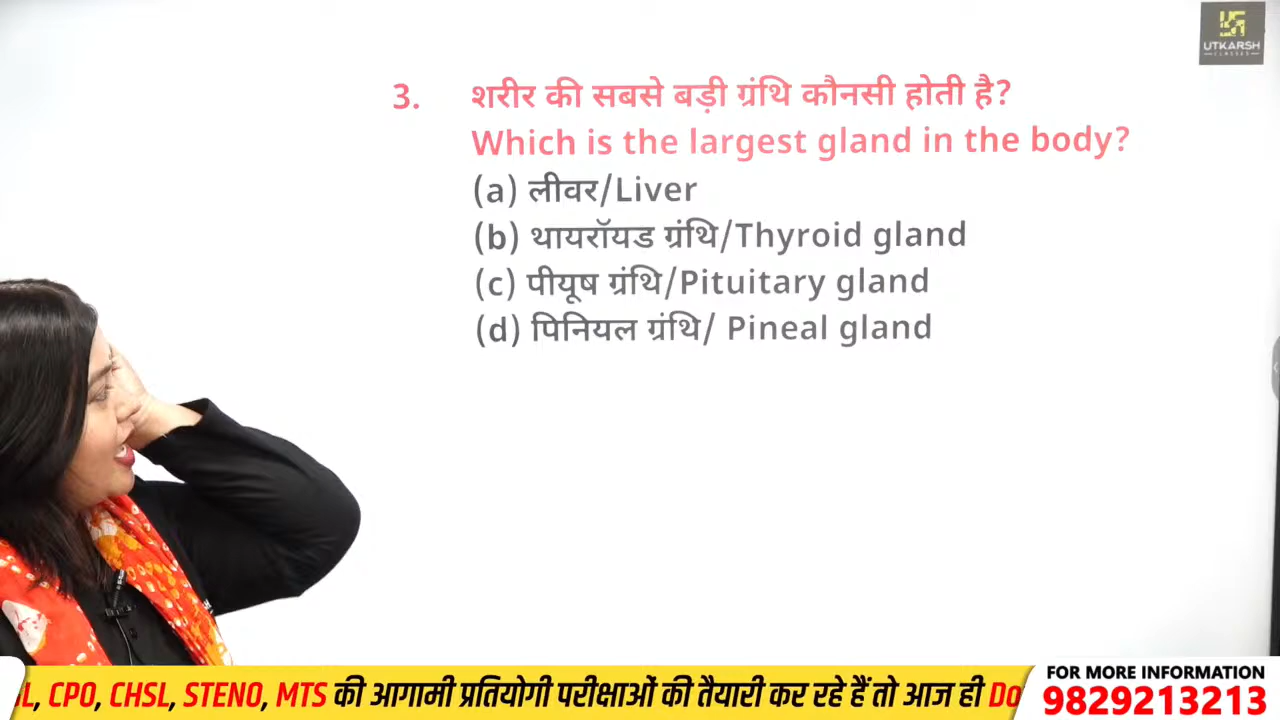 UTKARSH
CLASSES
3. शरीर की सबसे बड़ी ग्रंथि कौनसी होती है?
Which is the largest gland in the body?
(a) लीवर/Liver
(b) थायरॉयड ग्रंथि/Thyroid gland
(c) पीयूष ग्रंथि/Pituitary gland
(d) पिनियल ग्रंथि/ Pineal gland
L, CPO, CHSL, STENO, MTS की आगामी प्रतियोगी परीक्षाओं की तैयारी कर रहे हैं तो आज ही Do
FOR MORE INFORMATION
9829213213